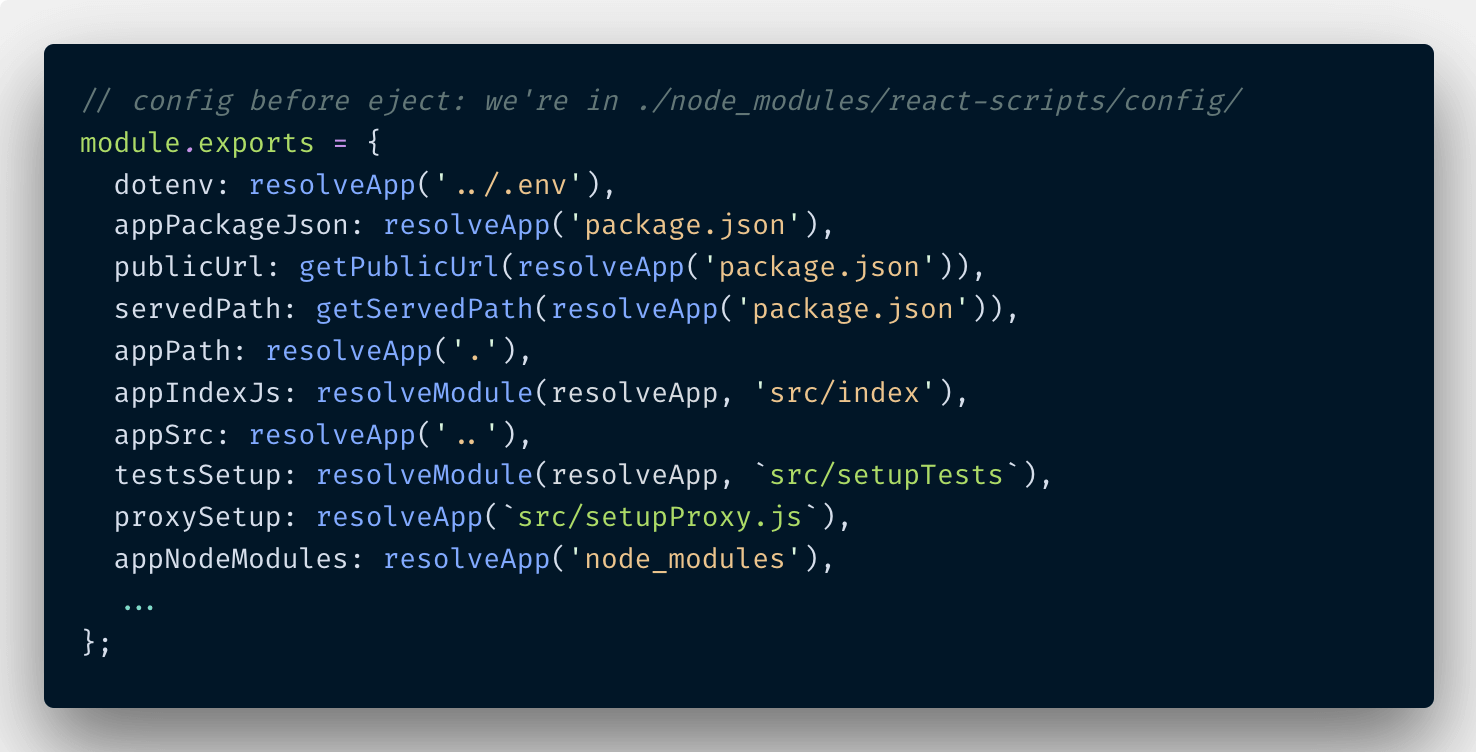 // config before eject: we're in ./node_modules/react-scripts/config/
module.exports = {
  dotenv: resolveApp('../.env'),
  appPackageJson: resolveApp('package.json'),
  publicUrl: getPublicUrl(resolveApp('package.json')),
  servedPath: getServedPath(resolveApp('package.json')),
  appPath: resolveApp('.'),
  appIndexJs: resolveModule(resolveApp, 'src/index'),
  appSrc: resolveApp('..'),
  testsSetup: resolveModule(resolveApp, `src/setupTests`),
  proxySetup: resolveApp(`src/setupProxy.js`),
  appNodeModules: resolveApp('node_modules'),
  ...
};